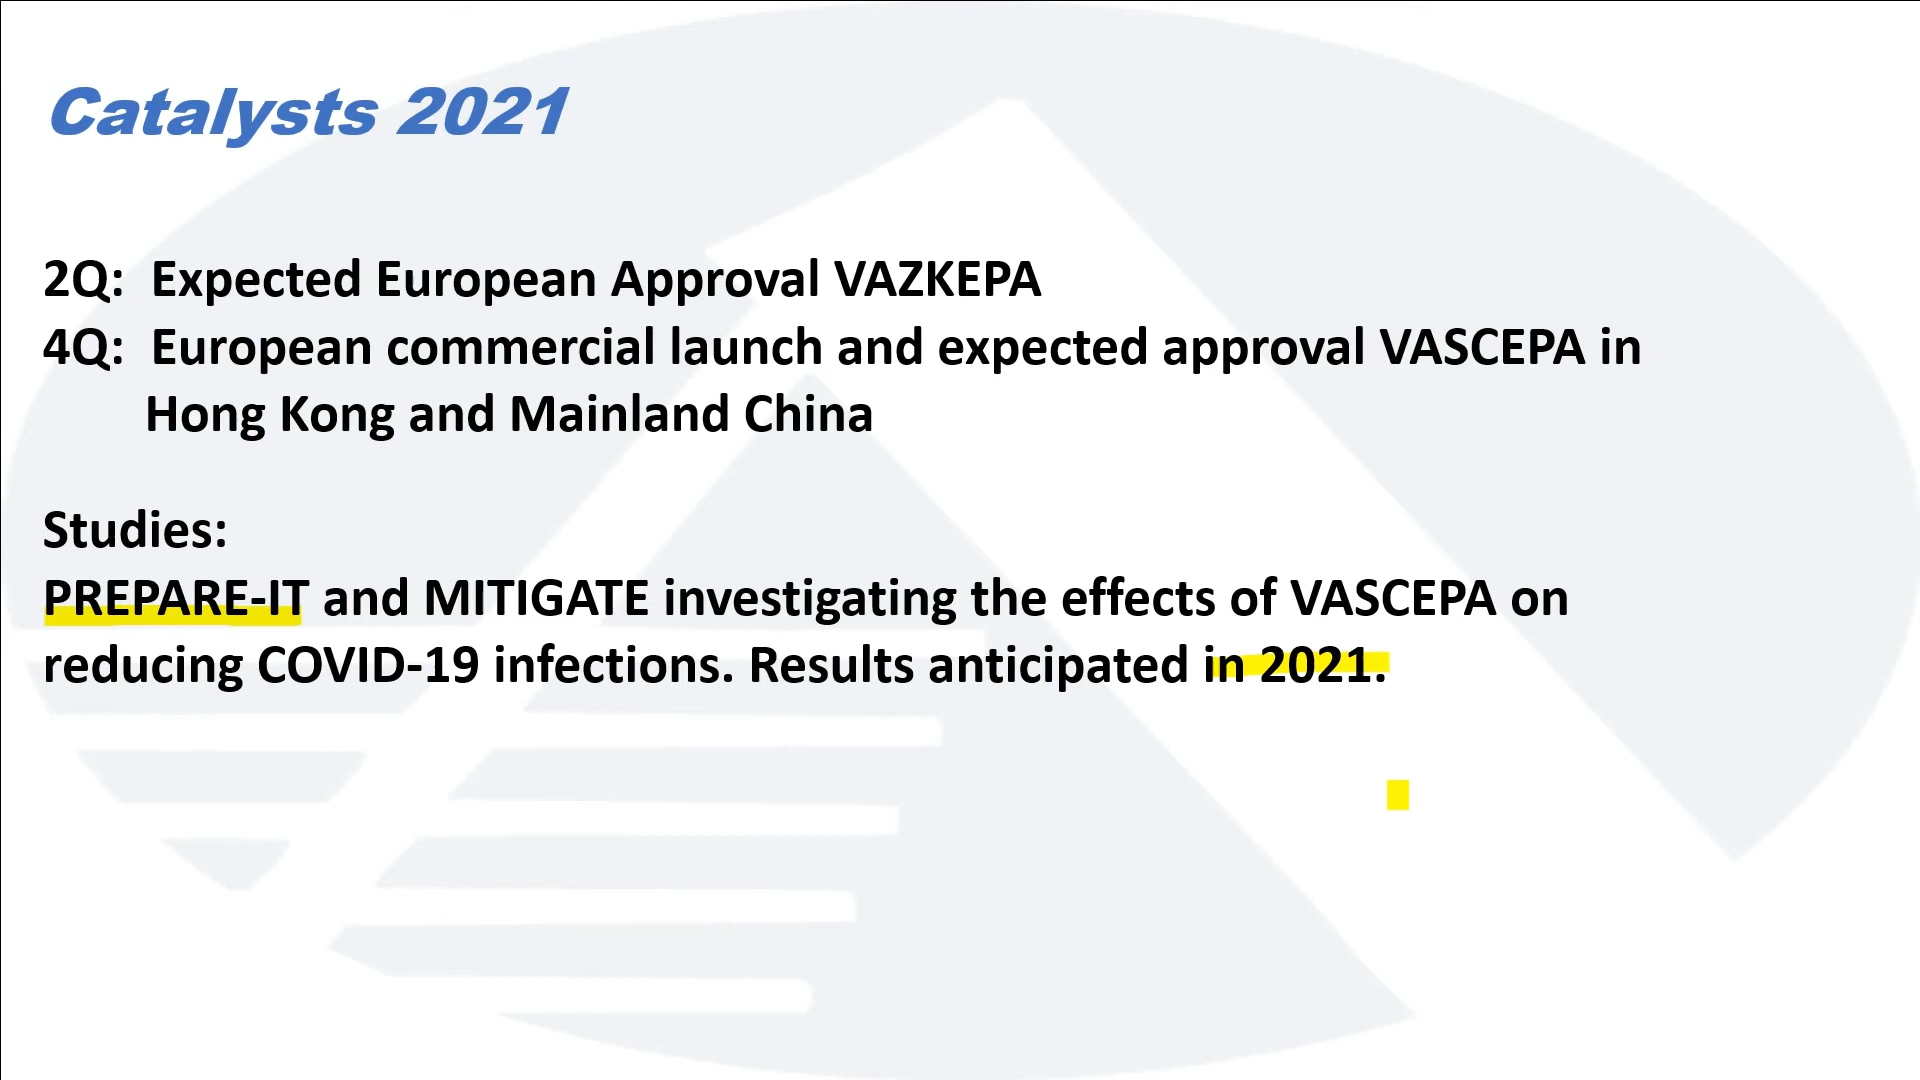 Catalysts 2021
2Q: Expected European Approval VAZKEPA
4Q: European commercial launch and expected approval VASCEPA in
Hong Kong and Mainland China
Studies:
PREPARE-IT and MITIGATE investigating the effects of VASCEPA on
reducing COVID-19 infections. Results anticipated in 2021.